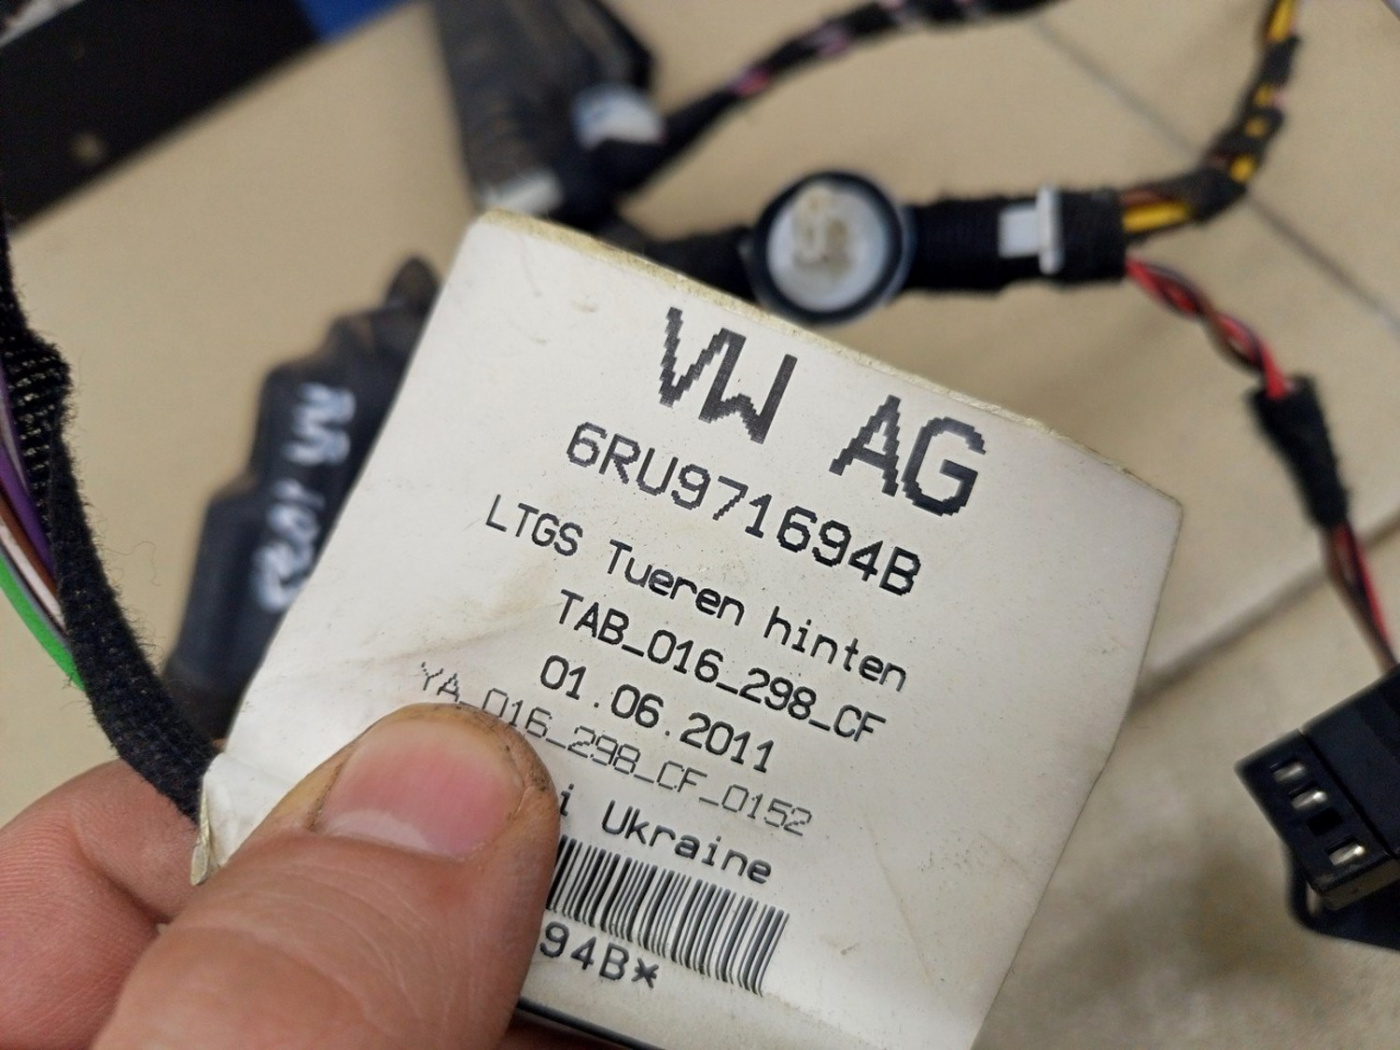 VW AG
6RU971694B
LTGS Tueren hinten
TAB_016_298_CF
01.06.2011
YA_016_298_CF_0152
i Ukraine
94B*